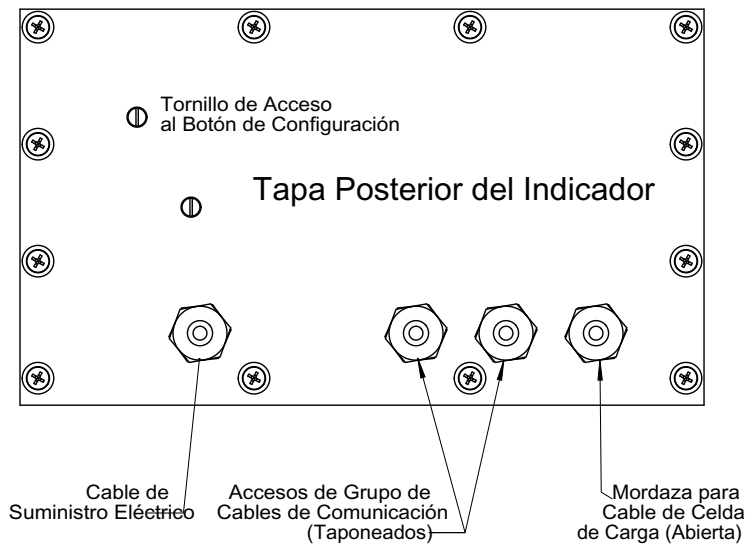 Tornillo de Acceso
al Botón de Configuración
Tapa Posterior del Indicador
Cable de
Suministro Eléctrico
Accesos de Grupo de
Cables de Comunicación
(Taponeados)
Mordaza para
Cable de Celda
de Carga (Abierta)